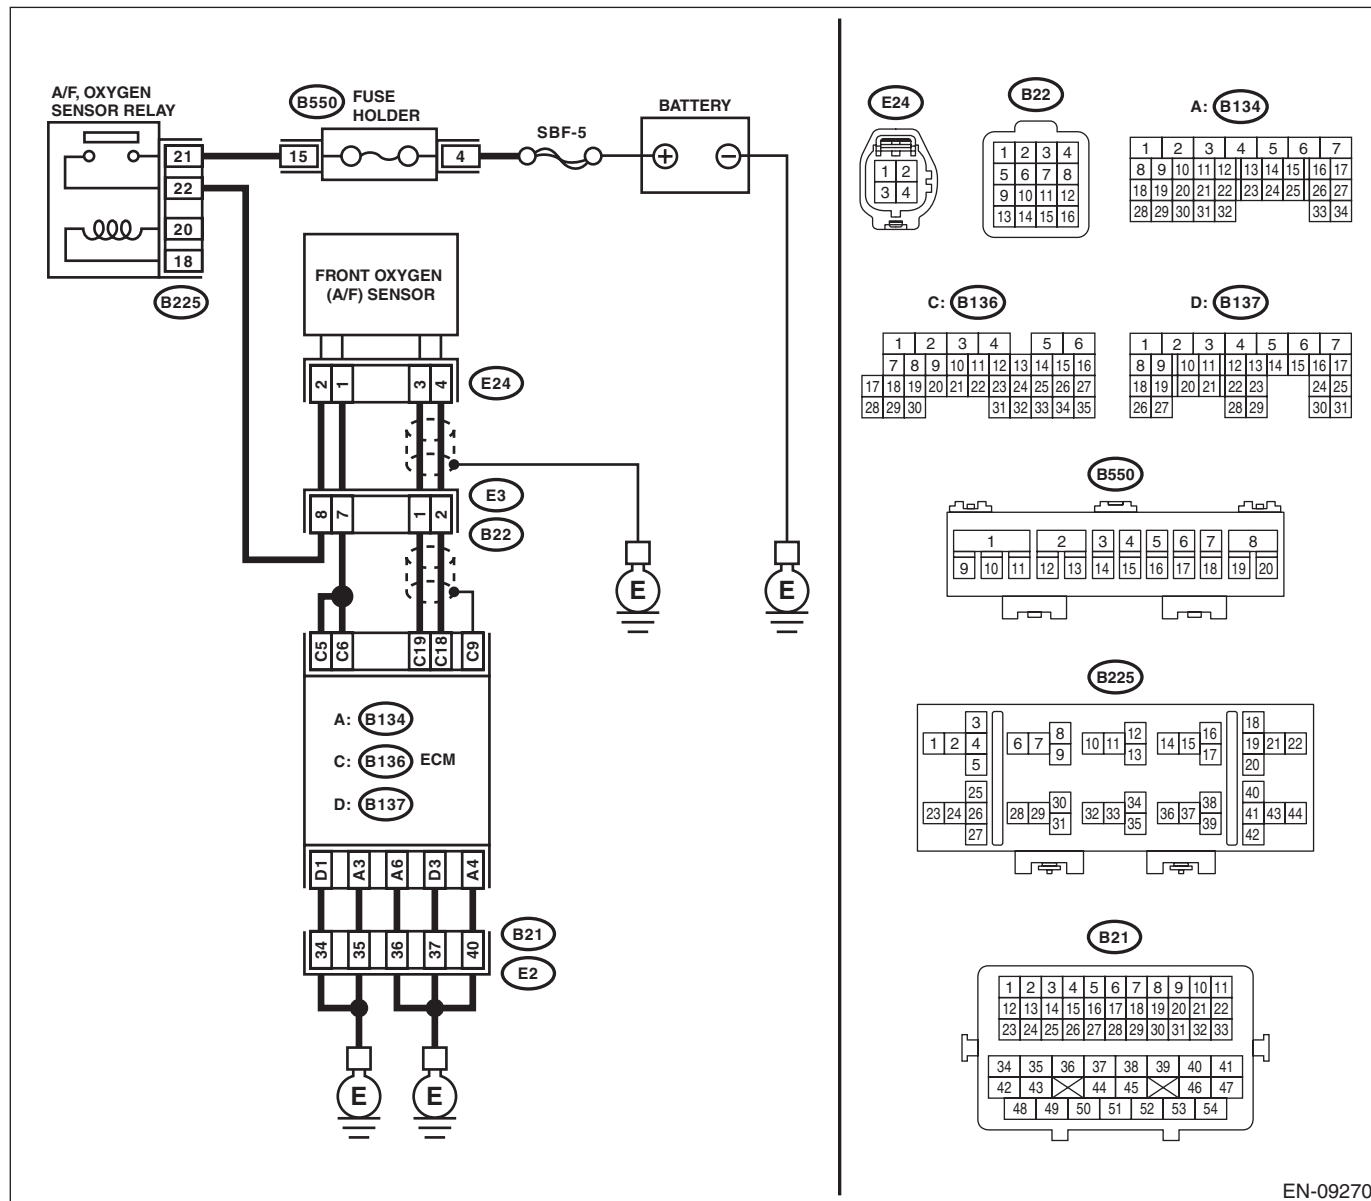 A/F, OXYGEN
SENSOR RELAY
B550
FUSE
HOLDER
SBF-5
BATTERY
21
15
4
22
20
18
B225
FRONT OXYGEN
(A/F) SENSOR
2 1 3 4
E24
E3
8 7 1 2
B22
E
E
C5 C6 C19 C18 C9
A: B134
C: B136 ECM
D: B137
D1 A3 A6 D3 A4
B21
34 35 36 37 40
E2
E
E
E24
1 2
3 4
B22
1 2 3 4
5 6 7 8
9 10 11 12
13 14 15 16
A: B134
1 2 3 4 5 6 7
8 9 10 11 12 13 14 15 16 17
18 19 20 21 22 23 24 25 26 27
28 29 30 31 32 33 34
C: B136
1 2 3 4 5 6
7 8 9 10 11 12 13 14 15 16
17 18 19 20 21 22 23 24 25 26 27
28 29 30 31 32 33 34 35
D: B137
1 2 3 4 5 6 7
8 9 10 11 12 13 14 15 16 17
18 19 20 21 22 23 24 25
26 27 28 29 30 31
B550
1 2 3 4 5 6 7 8
9 10 11 12 13 14 15 16 17 18 19 20
B225
3 8 12 16 18
1 2 4 6 7 10 11 14 15 19 21 22
5 9 13 17 20
25 30 34 38 40
23 24 26 28 29 32 33 36 37 41 43 44
27 31 35 39 42
B21
1 2 3 4 5 6 7 8 9 10 11
12 13 14 15 16 17 18 19 20 21 22
23 24 25 26 27 28 29 30 31 32 33
34 35 36 37 38 39 40 41
42 43 44 45 46 47
48 49 50 51 52 53 54
EN-09270